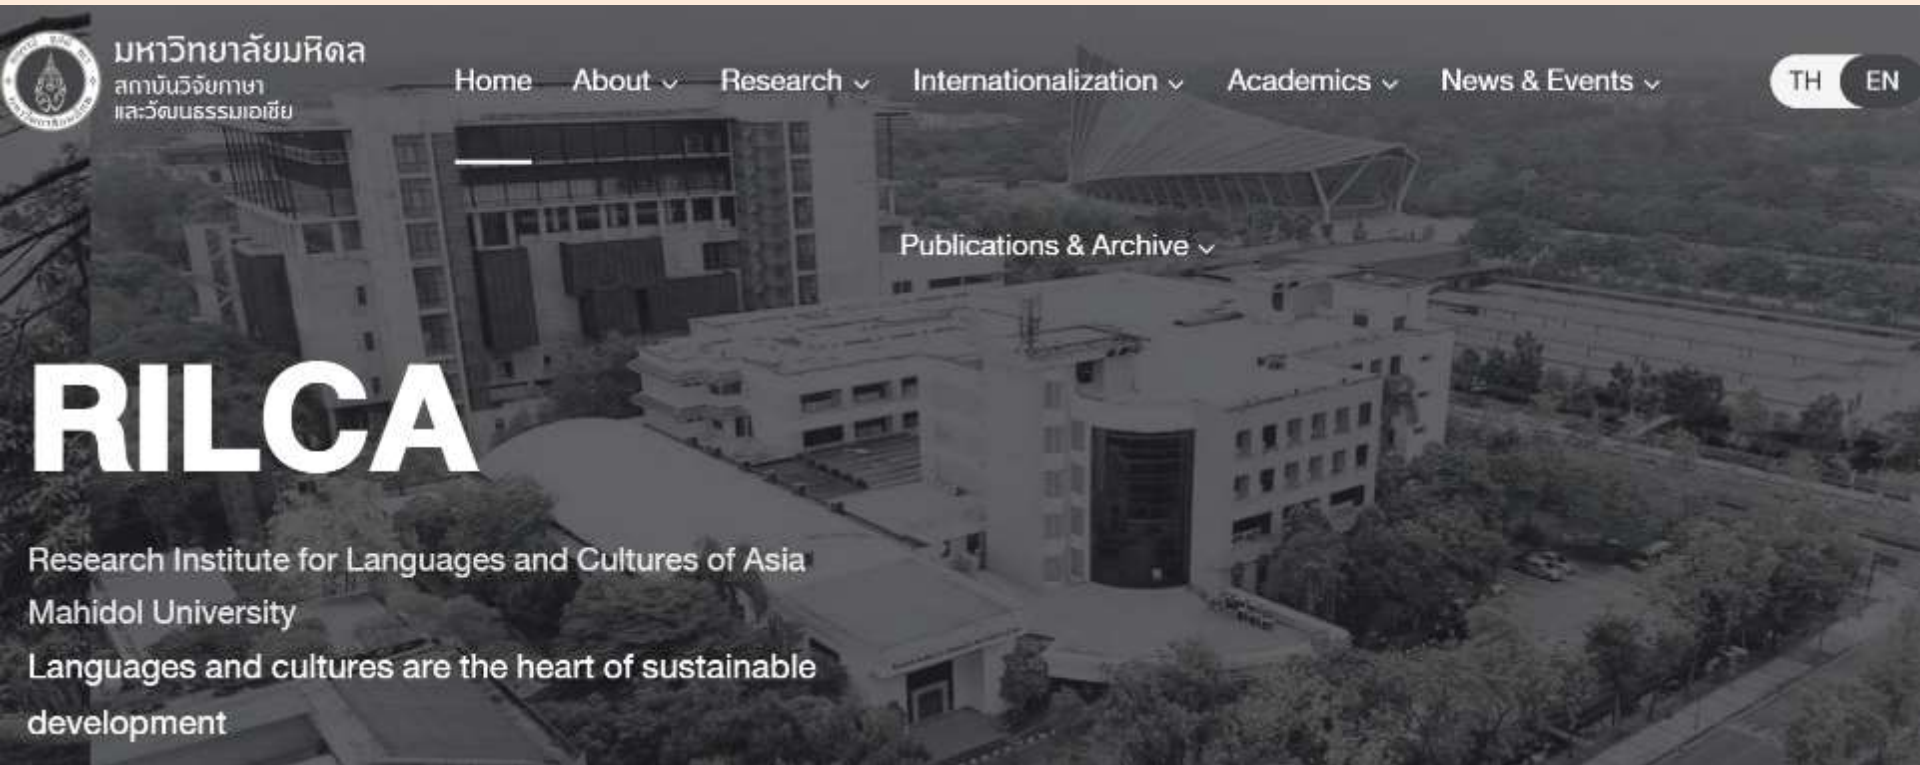 มหาวิทยาลัยมหิดล
สถาบันวิจัยภาษา
และวัฒนธรรมเอเชีย
Home About Research Internationalization Academics News & Events TH EN
Publications & Archive
RILCA
Research Institute for Languages and Cultures of Asia
Mahidol University
Languages and cultures are the heart of sustainable
development